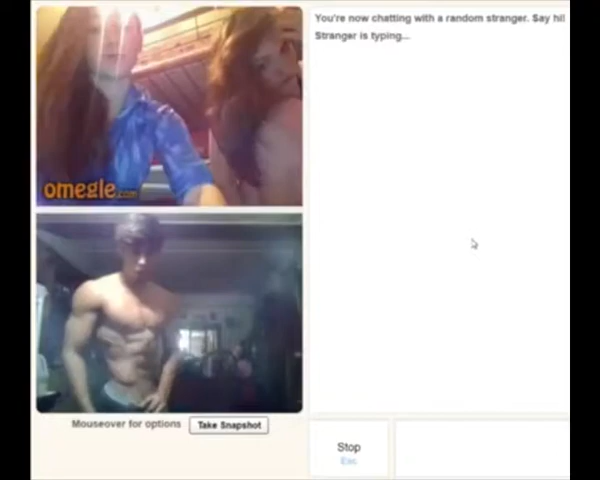 You're now chatting with a random stranger. Say hi!
Stranger is typing...
omegle.com
Mouseover for options
Take Snapshot
Stop
Esc